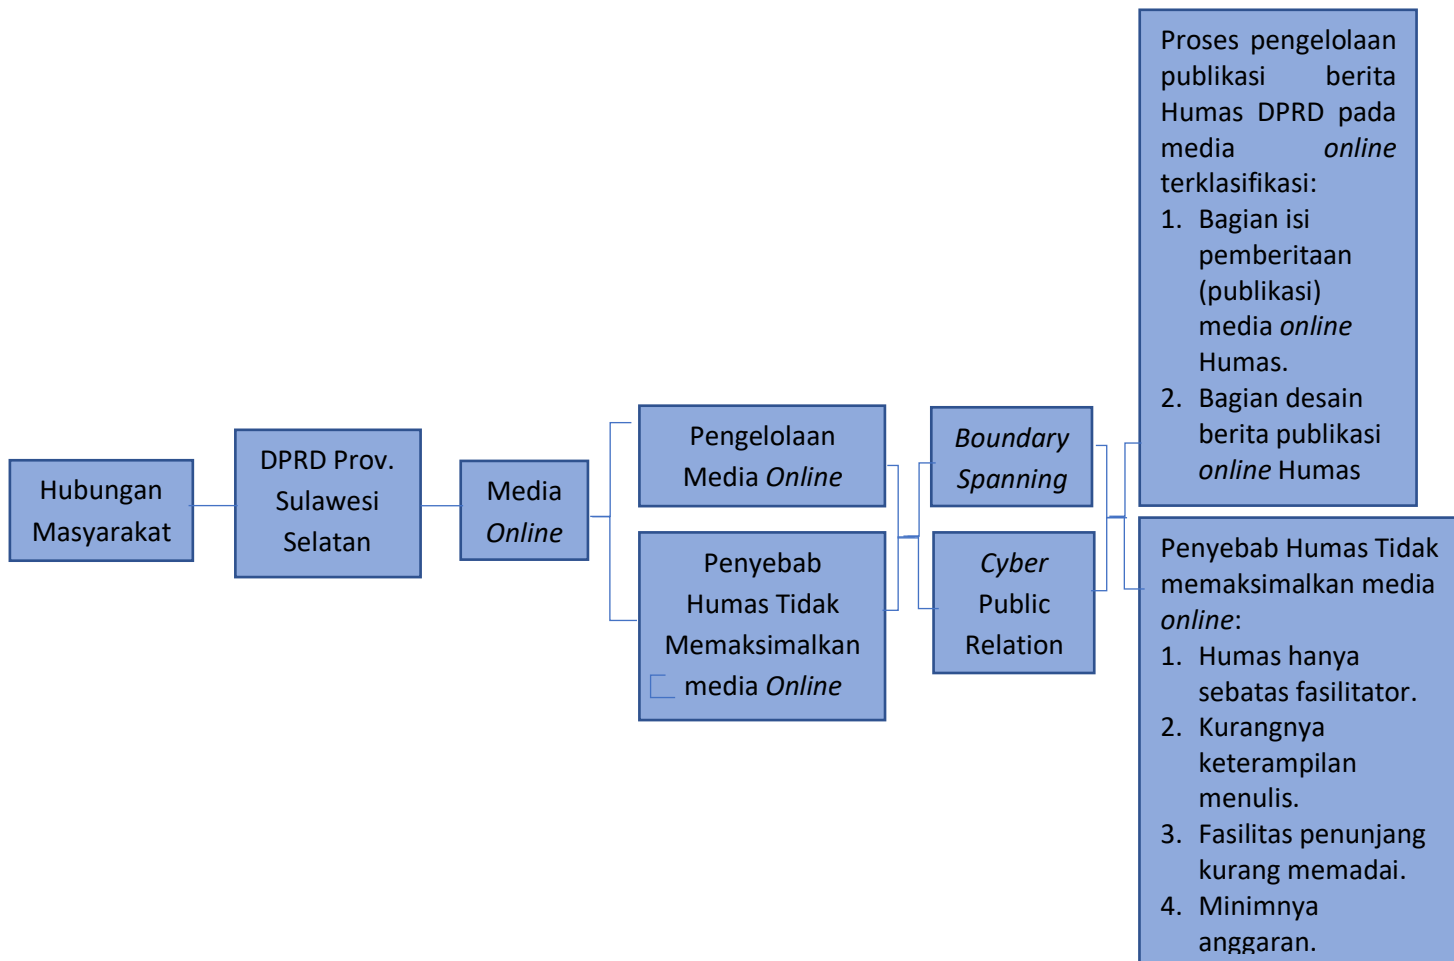 Hubungan
Masyarakat
DPRD Prov.
Sulawesi
Selatan
Media
Online
Pengelolaan
Media Online
Penyebab
Humas Tidak
Memaksimalkan
media Online
Boundary
Spanning
Cyber
Public
Relation
Proses pengelolaan
publikasi berita
Humas DPRD pada
media online
terklasifikasi:
1. Bagian isi
pemberitaan
(publikasi)
media online
Humas.
2. Bagian desain
berita publikasi
online Humas
Penyebab Humas Tidak
memaksimalkan media
online:
1. Humas hanya
sebatas fasilitator.
2. Kurangnya
keterampilan
menulis.
3. Fasilitas penunjang
kurang memadai.
4. Minimnya
anggaran.